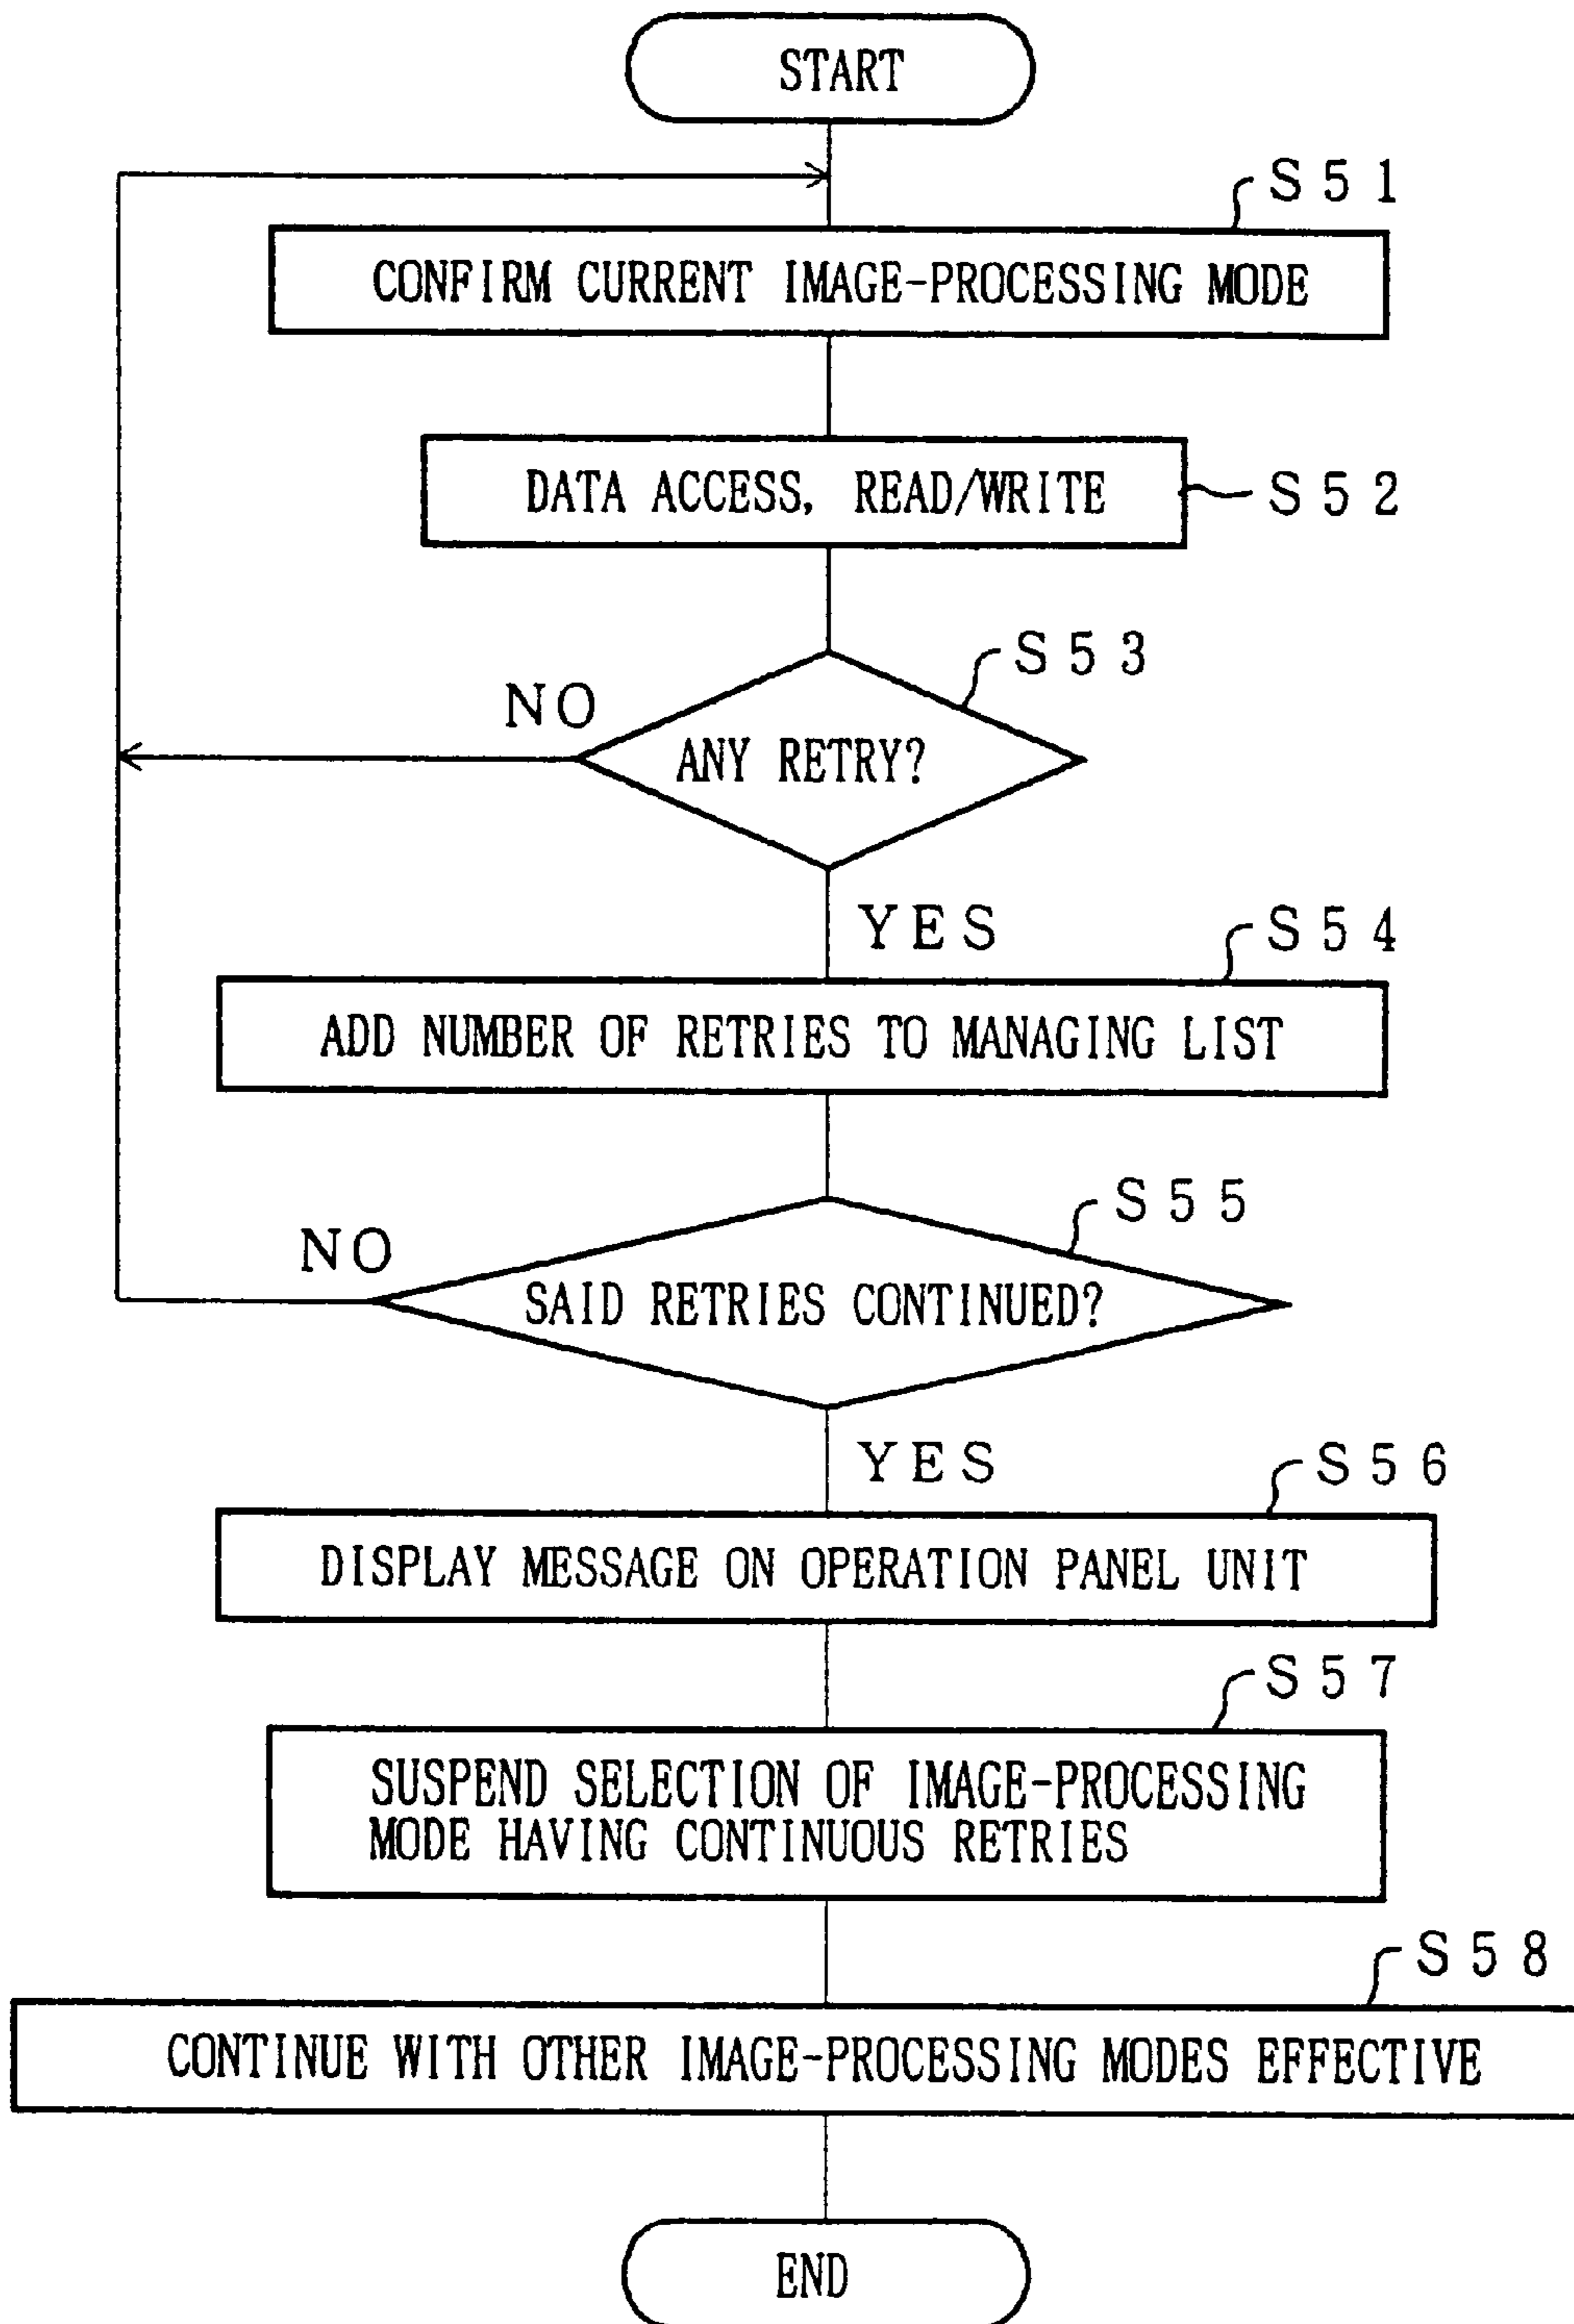 START
S51
CONFIRM CURRENT IMAGE-PROCESSING MODE
DATA ACCESS, READ/WRITE
S52
S53
NO
ANY RETRY?
YES
S54
ADD NUMBER OF RETRIES TO MANAGING LIST
S55
NO
SAID RETRIES CONTINUED?
YES
S56
DISPLAY MESSAGE ON OPERATION PANEL UNIT
S57
SUSPEND SELECTION OF IMAGE-PROCESSING
MODE HAVING CONTINUOUS RETRIES
S58
CONTINUE WITH OTHER IMAGE-PROCESSING MODES EFFECTIVE
END